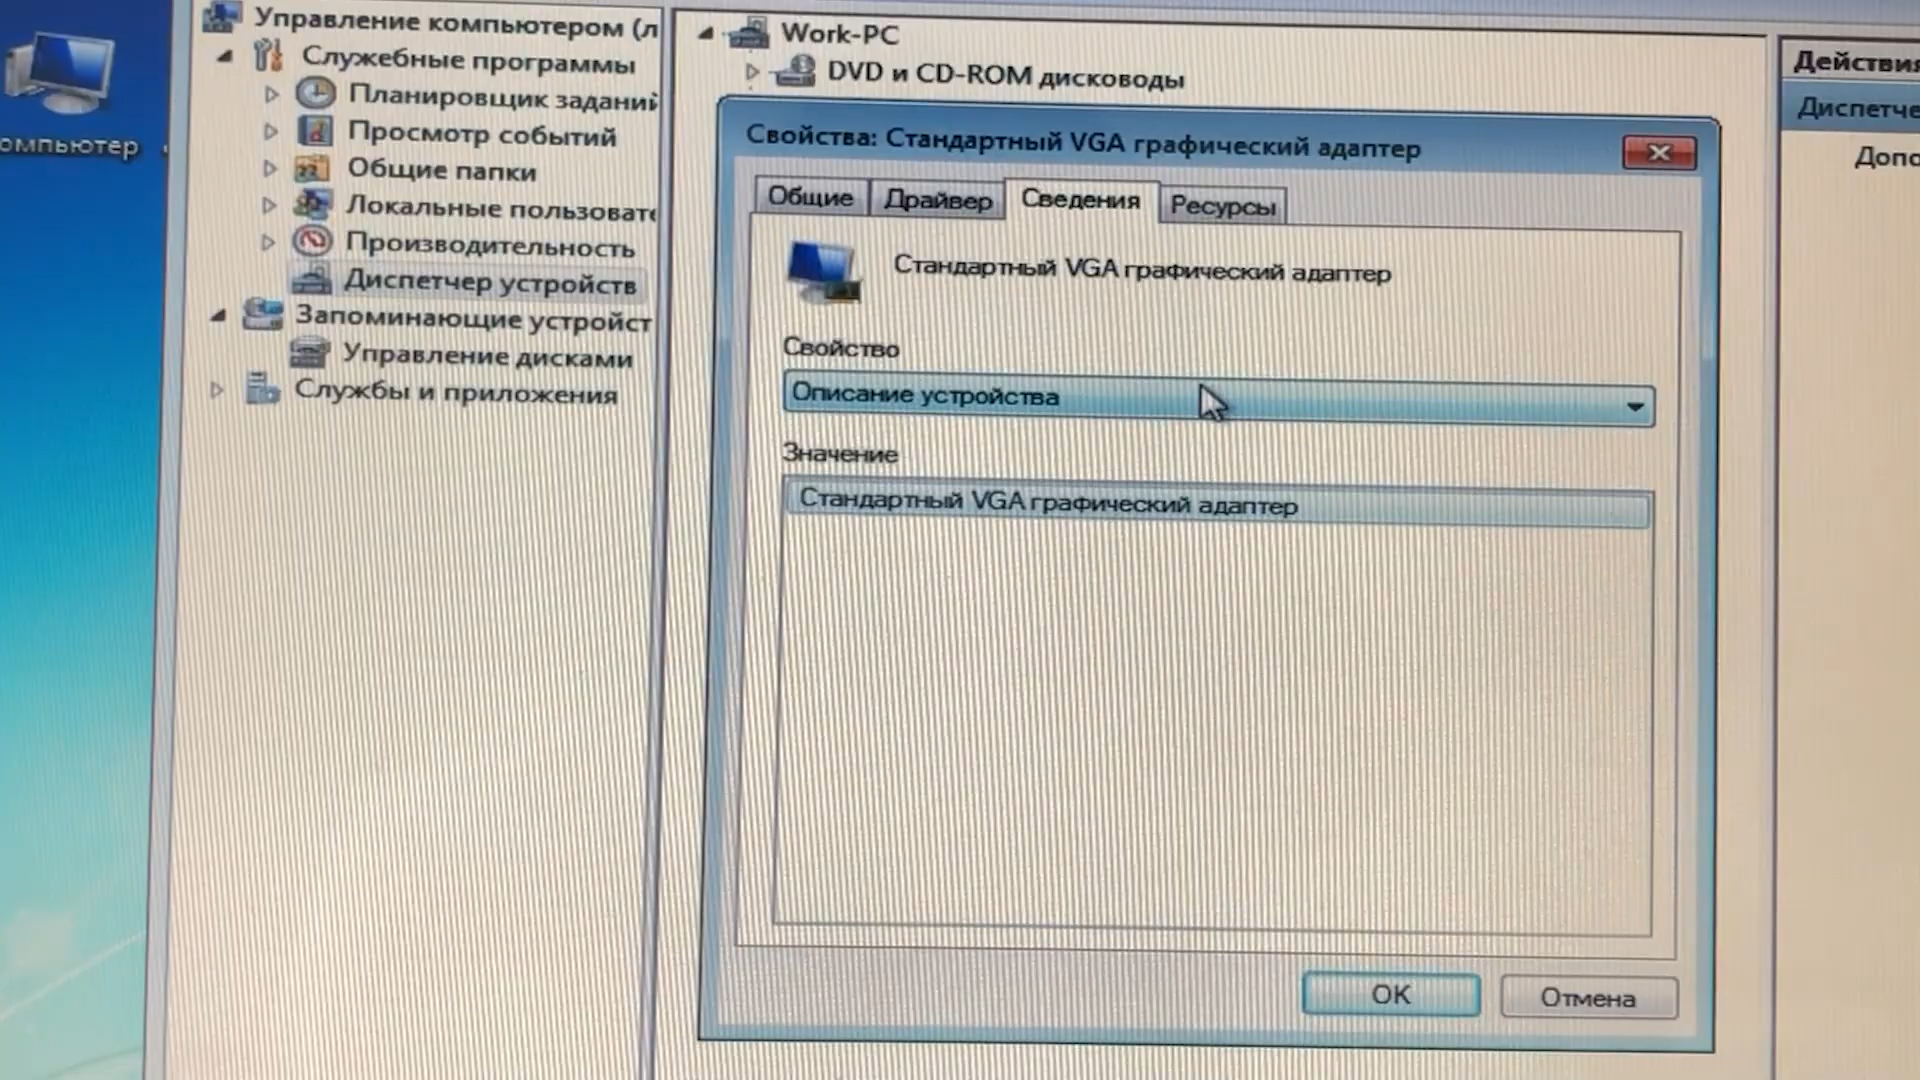 Управление компьютером (л
Служебные программы
Планировщик заданий
Просмотр событий
Общие папки
Локальные пользовате
Производительность
Диспетчер устройств
Запоминающие устройст
Управление дисками
Службы и приложения
омпьютер
Work-PC
DVD и CD-ROM дисководы
Свойства: Стандартный VGA графический адаптер
Общие
Драйвер
Сведения
Ресурсы
Стандартный VGA графический адаптер
Свойство
Описание устройства
Значение
Стандартный VGA графический адаптер
OK
Отмена
Действия
Диспетче
Допо